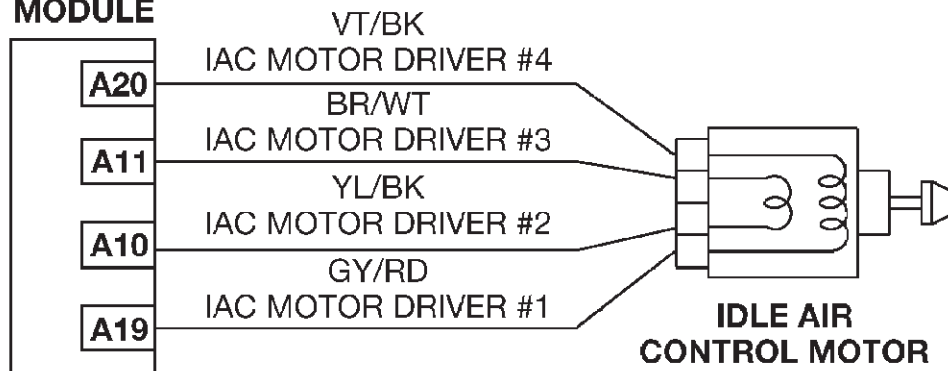 MODULE
VT/BK
IAC MOTOR DRIVER #4
A20
BR/WT
IAC MOTOR DRIVER #3
A11
YL/BK
IAC MOTOR DRIVER #2
A10
GY/RD
IAC MOTOR DRIVER #1
A19
IDLE AIR
CONTROL MOTOR